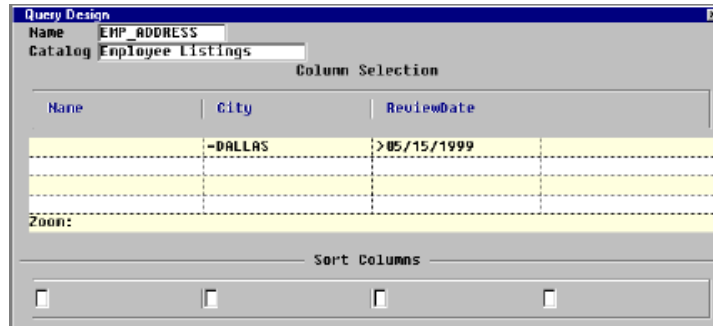 Query Design
Name EMP_ADDRESS
Catalog Employee Listings
Column Selection
Name City ReviewDate
=DALLAS >05/15/1999
Zoom:
Sort Columns